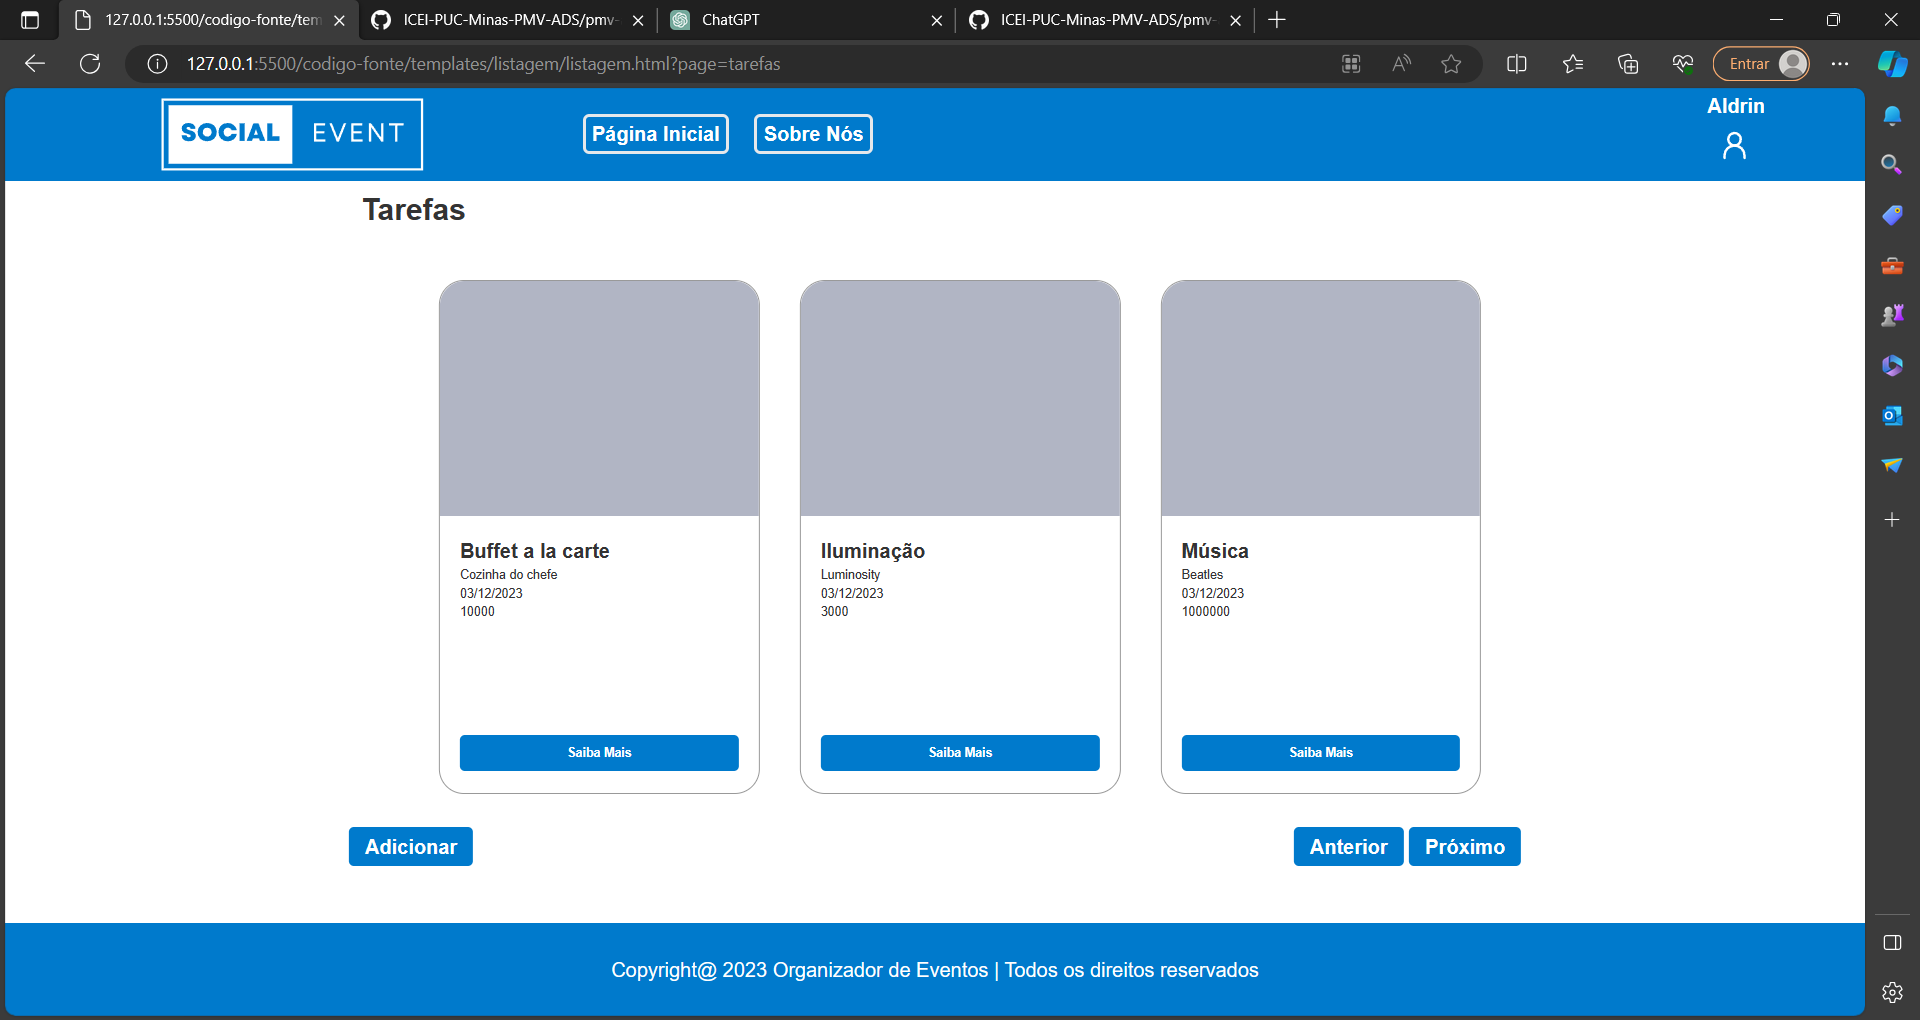 127.0.0.1:5500/codigo-fonte/tem
ICEI-PUC-Minas-PMV-ADS/pmv-
ChatGPT
ICEI-PUC-Minas-PMV-ADS/pmv-
127.0.0.1:5500/codigo-fonte/templates/listagem/listagem.html?page=tarefas
Entrar
SOCIAL EVENT
Página Inicial
Sobre Nós
Aldrin
Tarefas
Buffet a la carte
Cozinha do chefe
03/12/2023
10000
Saiba Mais
Iluminação
Luminosity
03/12/2023
3000
Saiba Mais
Música
Beatles
03/12/2023
1000000
Saiba Mais
Adicionar
Anterior
Próximo
Copyright@ 2023 Organizador de Eventos | Todos os direitos reservados